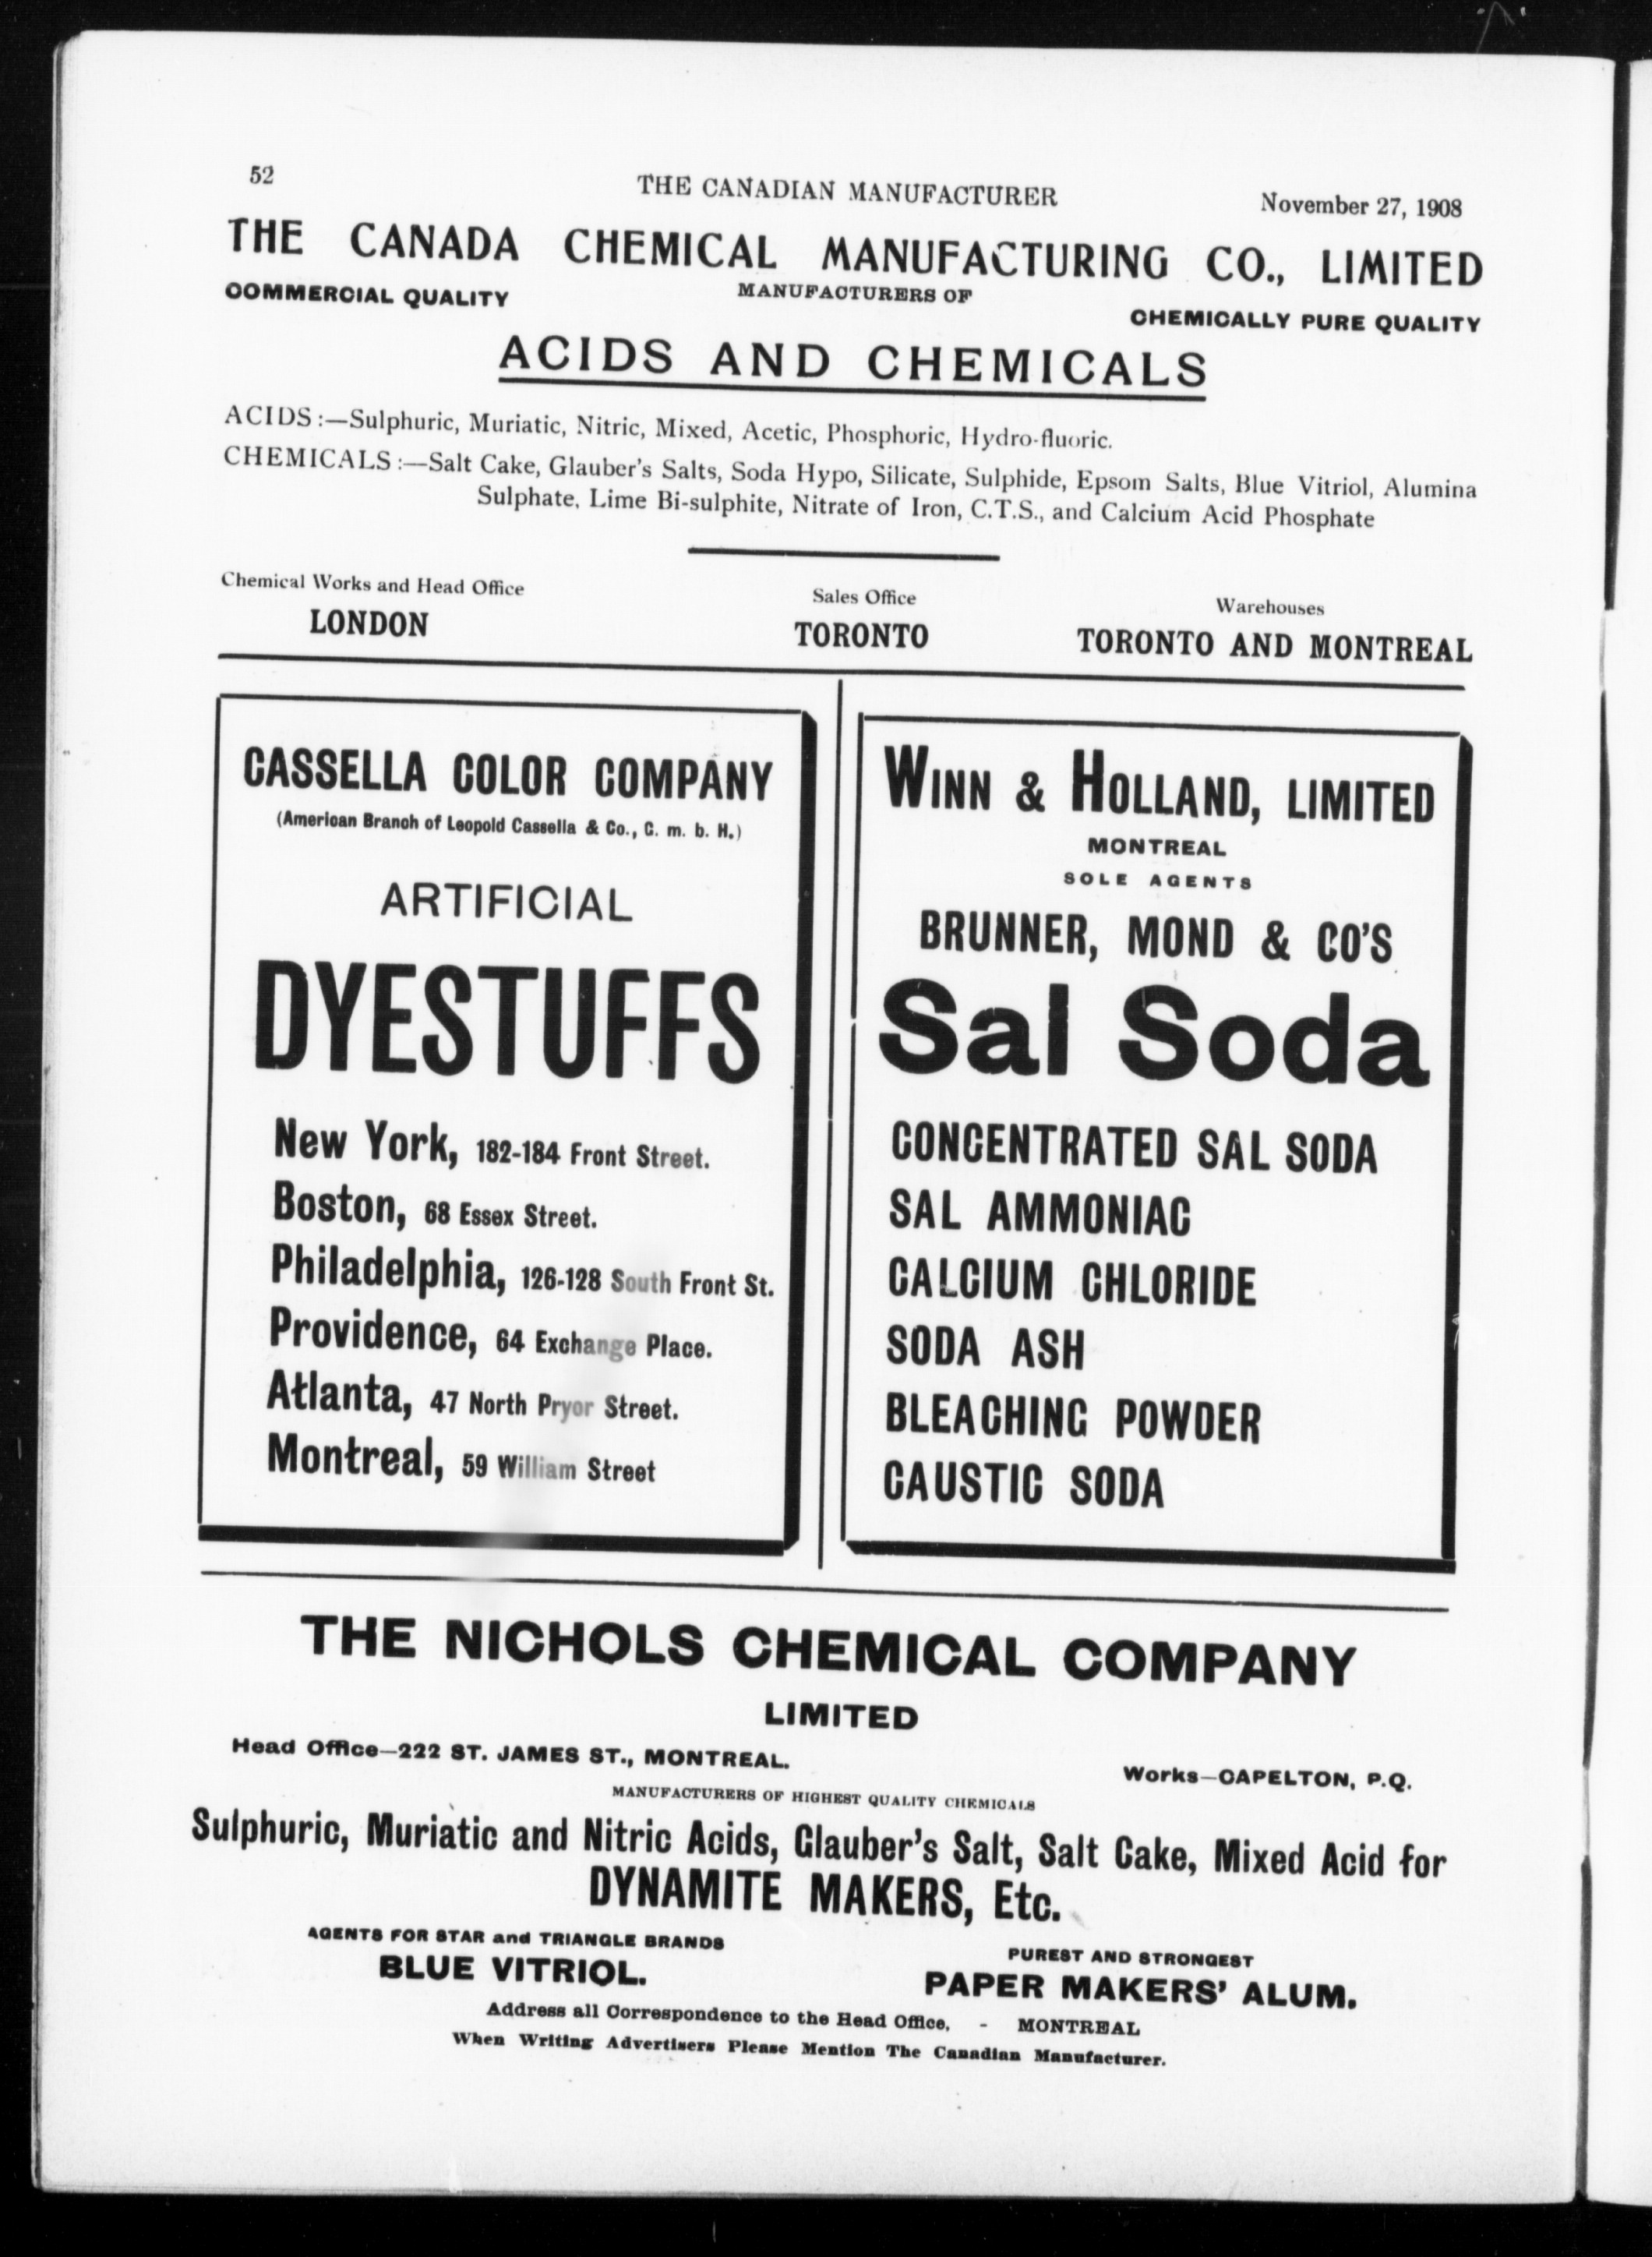 52
THE CANADIAN MANUFACTURER
November 27, 1908
THE CANADA CHEMICAL MANUFACTURING CO., LIMITED
COMMERCIAL QUALITY
MANUFACTURERS OF
CHEMICALLY PURE QUALITY
ACIDS AND CHEMICALS
ACIDS:—Sulphuric, Muriatic, Nitric, Mixed, Acetic, Phosphoric, Hydro-fluoric.
CHEMICALS:—Salt Cake, Glauber's Salts, Soda Hypo, Silicate, Sulphide, Epsom Salts, Blue Vitriol, Alumina
Sulphate, Lime Bi-sulphite, Nitrate of Iron, C.T.S., and Calcium Acid Phosphate
Chemical Works and Head Office
LONDON
Sales Office
TORONTO
Warehouses
TORONTO AND MONTREAL
CASSELLA COLOR COMPANY
(American Branch of Leopold Cassella & Co., C. m. b. H.)
ARTIFICIAL
DYESTUFFS
New York, 182-184 Front Street.
Boston, 68 Essex Street.
Philadelphia, 126-128 South Front St.
Providence, 64 Exchange Place.
Atlanta, 47 North Pryor Street.
Montreal, 59 William Street
WINN & HOLLAND, LIMITED
MONTREAL
SOLE AGENTS
BRUNNER, MOND & CO'S
Sal Soda
CONCENTRATED SAL SODA
SAL AMMONIAC
CALCIUM CHLORIDE
SODA ASH
BLEACHING POWDER
CAUSTIC SODA
THE NICHOLS CHEMICAL COMPANY
LIMITED
Head Office—222 ST. JAMES ST., MONTREAL.
Works—CAPELTON, P.Q.
MANUFACTURERS OF HIGHEST QUALITY CHEMICALS
Sulphuric, Muriatic and Nitric Acids, Glauber's Salt, Salt Cake, Mixed Acid for
DYNAMITE MAKERS, Etc.
AGENTS FOR STAR and TRIANGLE BRANDS
BLUE VITRIOL.
PUREST AND STRONGEST
PAPER MAKERS' ALUM.
Address all Correspondence to the Head Office, - MONTREAL
When Writing Advertisers Please Mention The Canadian Manufacturer.